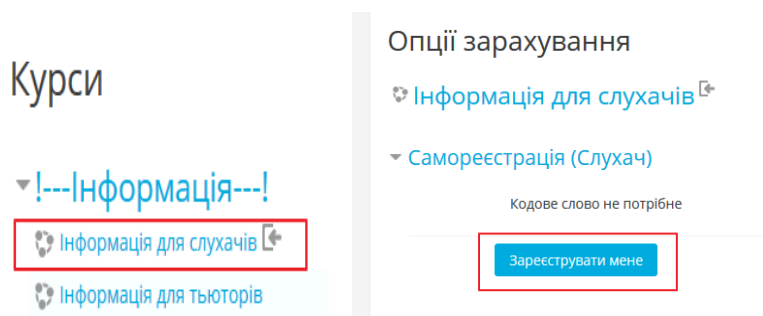 Курси
!---Інформація---!
Інформація для слухачів
Інформація для тьюторів
Опції зарахування
Інформація для слухачів
Самореєстрація (Слухач)
Кодове слово не потрібне
Зареєструвати мене